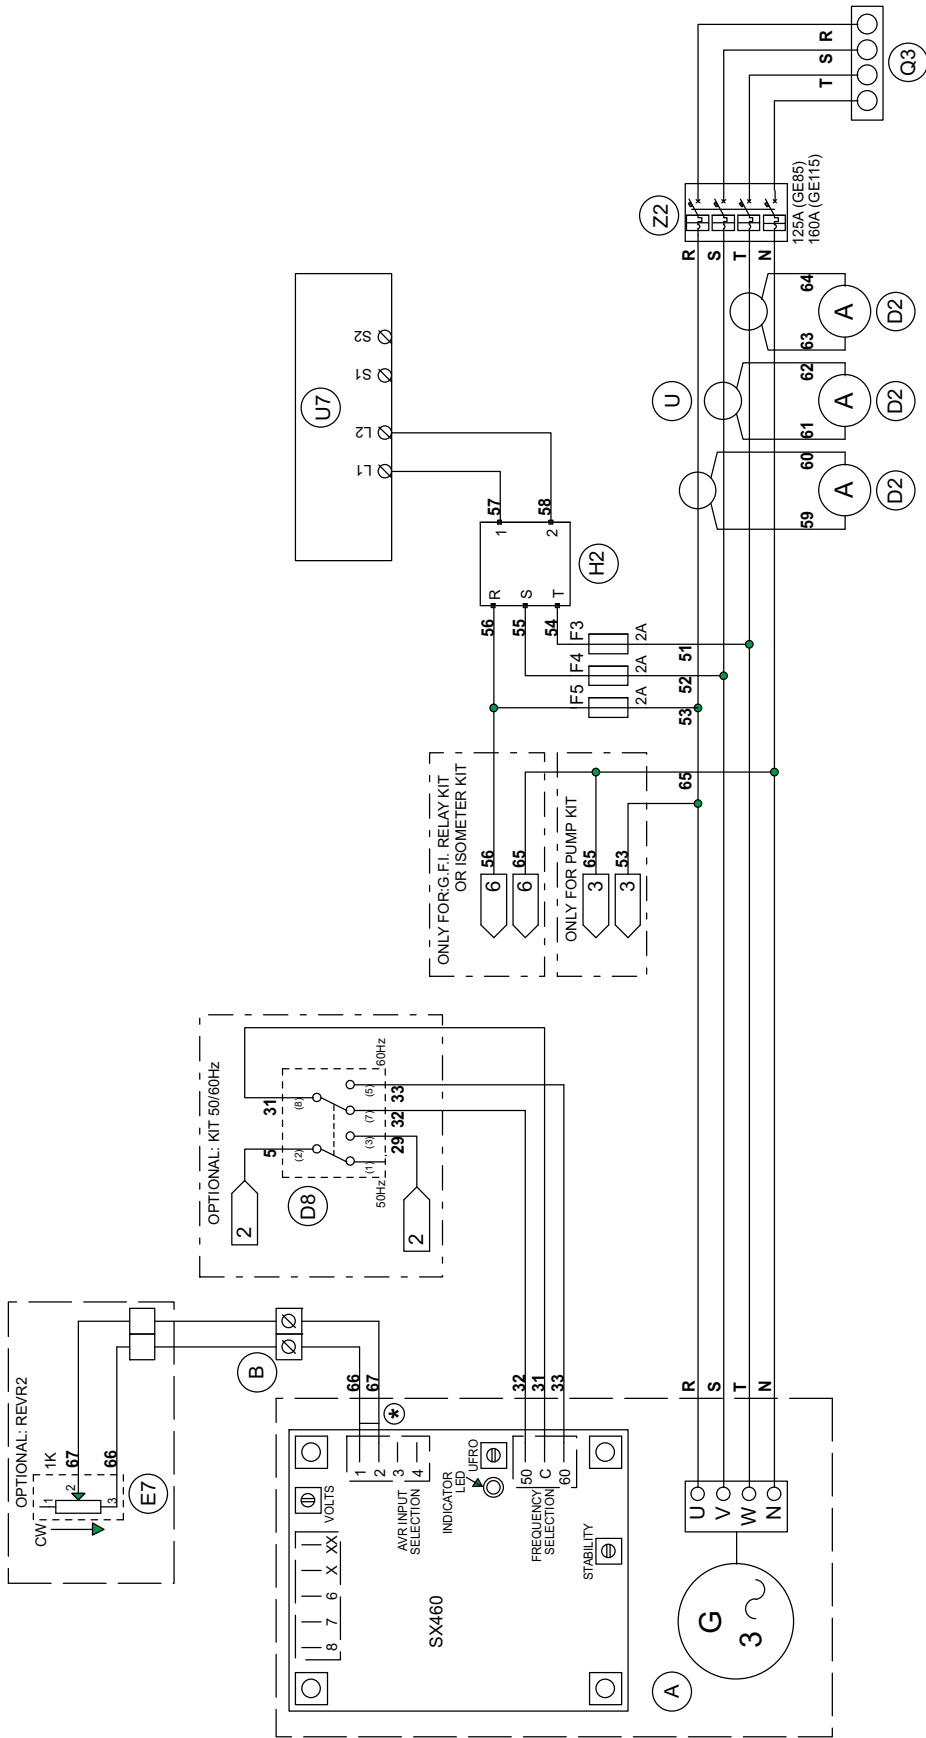 OPTIONAL: REVR2
1K
CW
1
2
3
67
66
E7
B
OPTIONAL: KIT 50/60Hz
2
5
31
(2)
(8)
D8
(1)
(3)
(7)
(5)
50Hz
60Hz
2
29
32
33
66
67
*
VOLTS
8
7
6
X
XX
1
2
3
4
AVR INPUT
SELECTION
SX460
INDICATOR
LED
UFRO
50
C
60
FREQUENCY
SELECTION
STABILITY
32
31
33
A
G
3
U
V
W
N
R
S
T
N
ONLY FOR:G.F.I. RELAY KIT
OR ISOMETER KIT
6
56
6
65
ONLY FOR PUMP KIT
3
65
3
53
65
F5
F4
F3
2A
2A
2A
53
52
51
56
55
54
R
S
T
1
2
H2
57
58
U7
L1
L2
S1
S2
U
59
60
A
D2
61
62
A
D2
63
64
A
D2
R
S
T
N
Z2
125A (GE85)
160A (GE115)
R
S
T
Q3